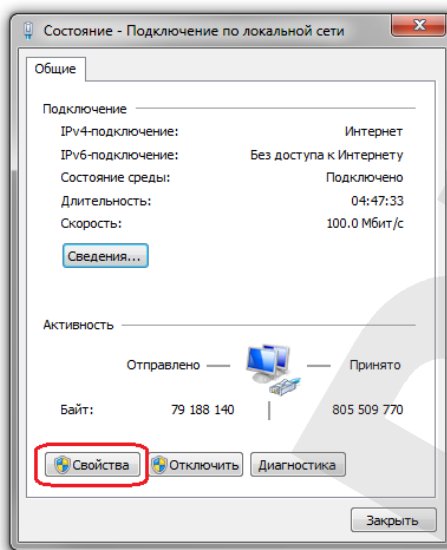 Состояние - Подключение по локальной сети
Общие
Подключение
IPv4-подключение: Интернет
IPv6-подключение: Без доступа к Интернету
Состояние среды: Подключено
Длительность: 04:47:33
Скорость: 100.0 Мбит/с
Сведения...
Активность
Отправлено — — Принято
Байт: 79 188 140 | 805 509 770
Свойства Отключить Диагностика
Закрыть